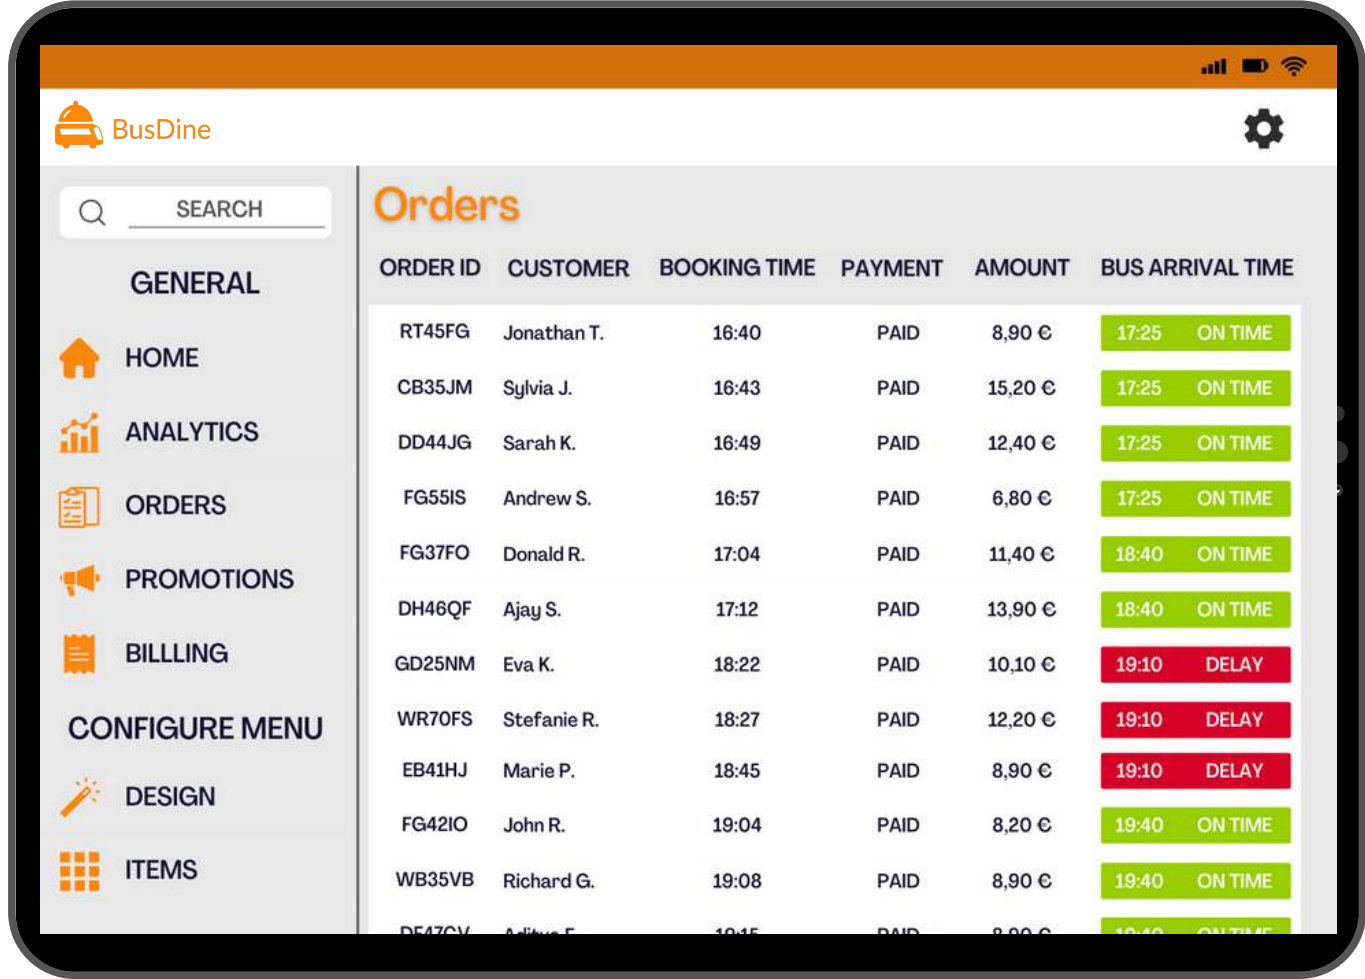 BusDine
SEARCH
GENERAL
HOME
ANALYTICS
ORDERS
PROMOTIONS
BILLLING
CONFIGURE MENU
DESIGN
ITEMS
Orders
ORDER ID CUSTOMER BOOKING TIME PAYMENT AMOUNT BUS ARRIVAL TIME
RT45FG Jonathan T. 16:40 PAID 8,90 € 17:25 ON TIME
CB35JM Sylvia J. 16:43 PAID 15,20 € 17:25 ON TIME
DD44JG Sarah K. 16:49 PAID 12,40 € 17:25 ON TIME
FG55IS Andrew S. 16:57 PAID 6,80 € 17:25 ON TIME
FG37FO Donald R. 17:04 PAID 11,40 € 18:40 ON TIME
DH46QF Ajay S. 17:12 PAID 13,90 € 18:40 ON TIME
GD25NM Eva K. 18:22 PAID 10,10 € 19:10 DELAY
WR70FS Stefanie R. 18:27 PAID 12,20 € 19:10 DELAY
EB41HJ Marie P. 18:45 PAID 8,90 € 19:10 DELAY
FG42IO John R. 19:04 PAID 8,20 € 19:40 ON TIME
WB35VB Richard G. 19:08 PAID 8,90 € 19:40 ON TIME
19:15 PAID 19:40 ON TIME